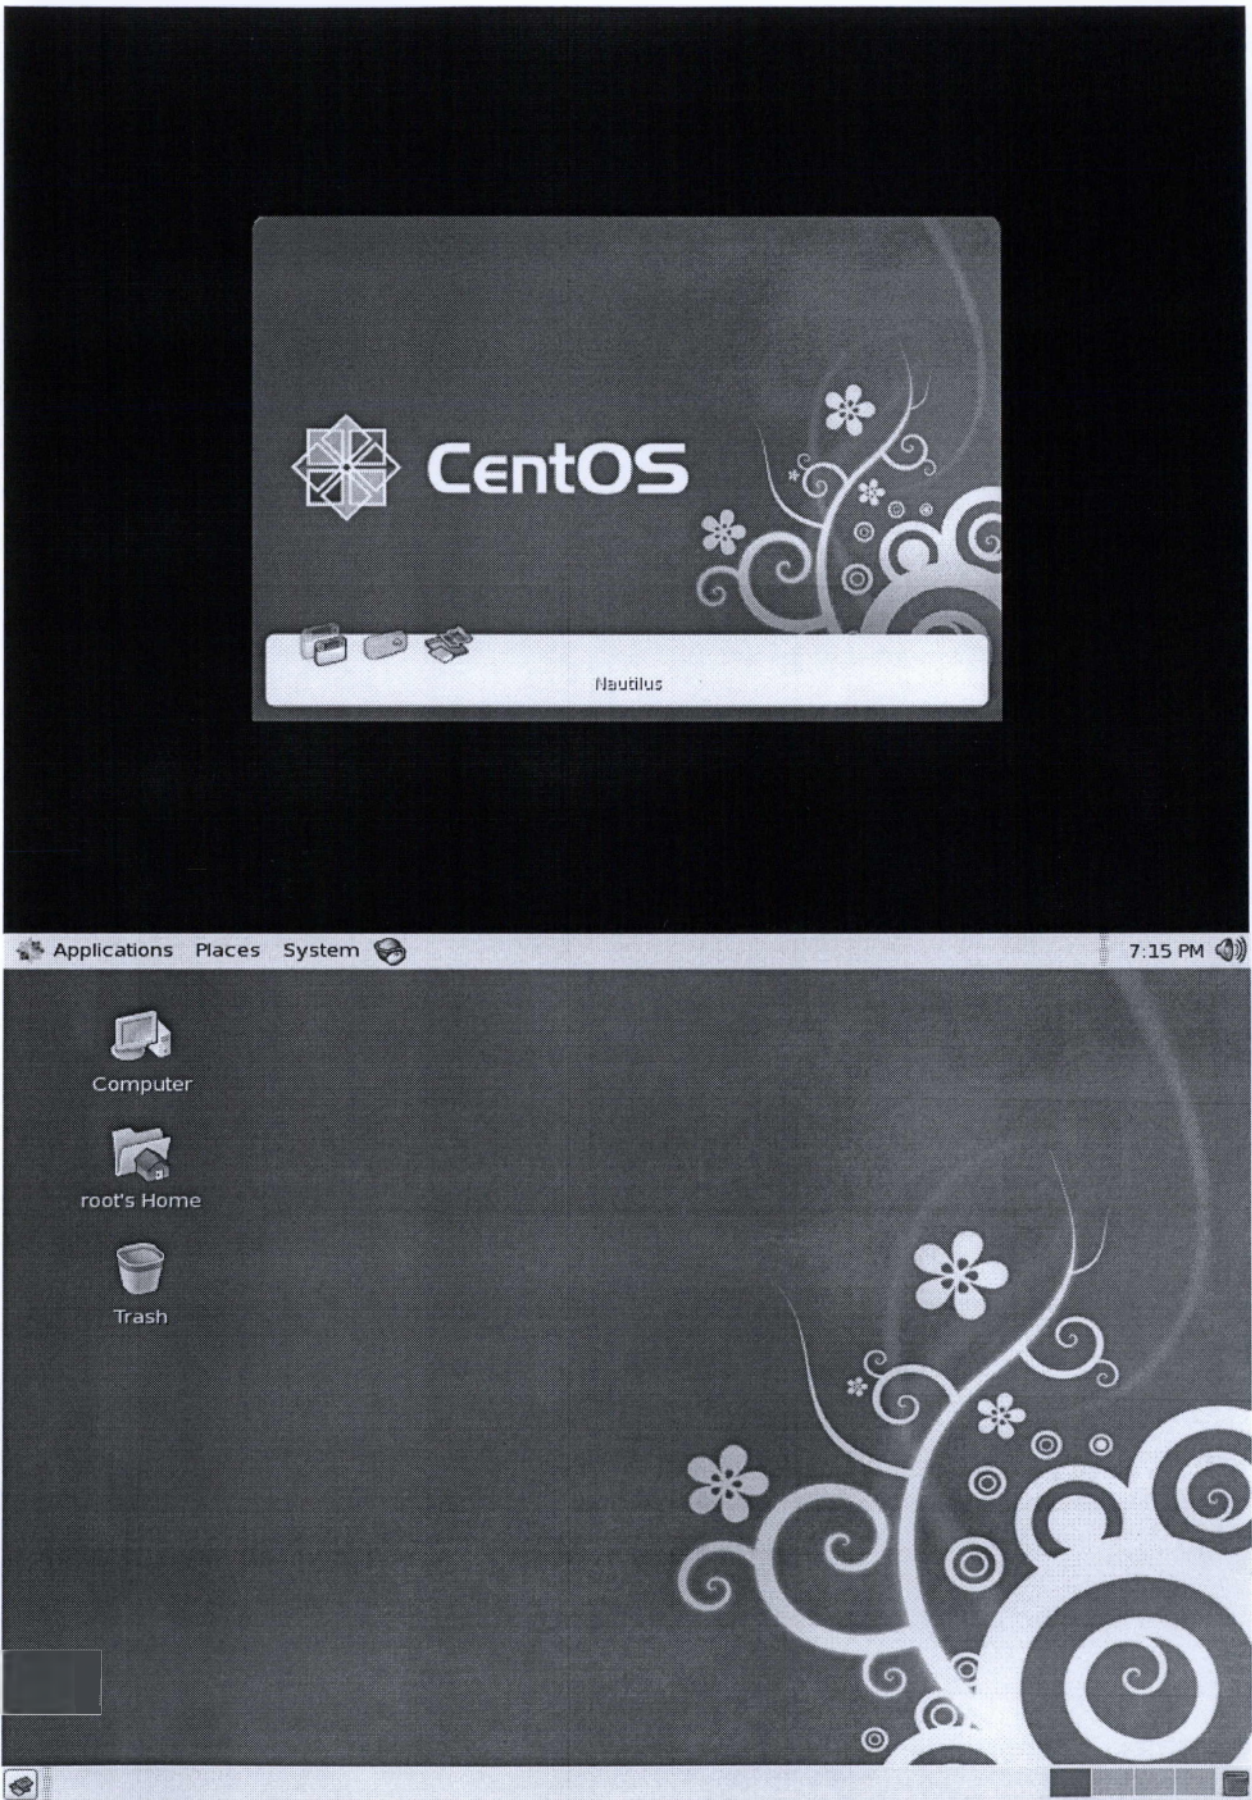 CentOS
Nautilus
Applications Places System 7:15 PM
Computer
root's Home
Trash